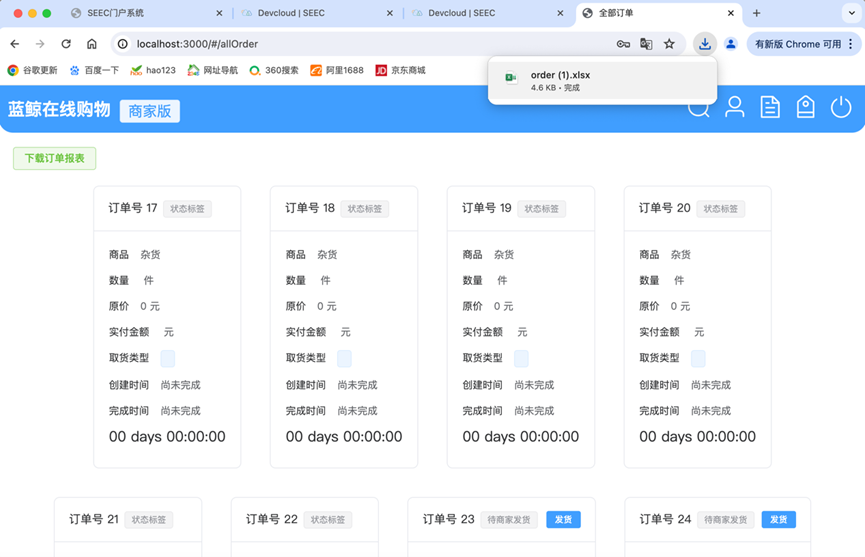 SEEC门户系统
Devcloud | SEEC
Devcloud | SEEC
全部订单
localhost:3000/#/allOrder
有新版 Chrome 可用
谷歌更新 百度一下 hao123 网址导航 360搜索 阿里1688 JD 京东商城
order (1).xlsx
4.6 KB • 完成
蓝鲸在线购物 商家版
下载订单报表
订单号 17 状态标签
商品 杂货
数量 件
原价 0 元
实付金额 元
取货类型
创建时间 尚未完成
完成时间 尚未完成
00 days 00:00:00
订单号 18 状态标签
商品 杂货
数量 件
原价 0 元
实付金额 元
取货类型
创建时间 尚未完成
完成时间 尚未完成
00 days 00:00:00
订单号 19 状态标签
商品 杂货
数量 件
原价 0 元
实付金额 元
取货类型
创建时间 尚未完成
完成时间 尚未完成
00 days 00:00:00
订单号 20 状态标签
商品 杂货
数量 件
原价 0 元
实付金额 元
取货类型
创建时间 尚未完成
完成时间 尚未完成
00 days 00:00:00
订单号 21 状态标签
订单号 22 状态标签
订单号 23 待商家发货 发货
订单号 24 待商家发货 发货